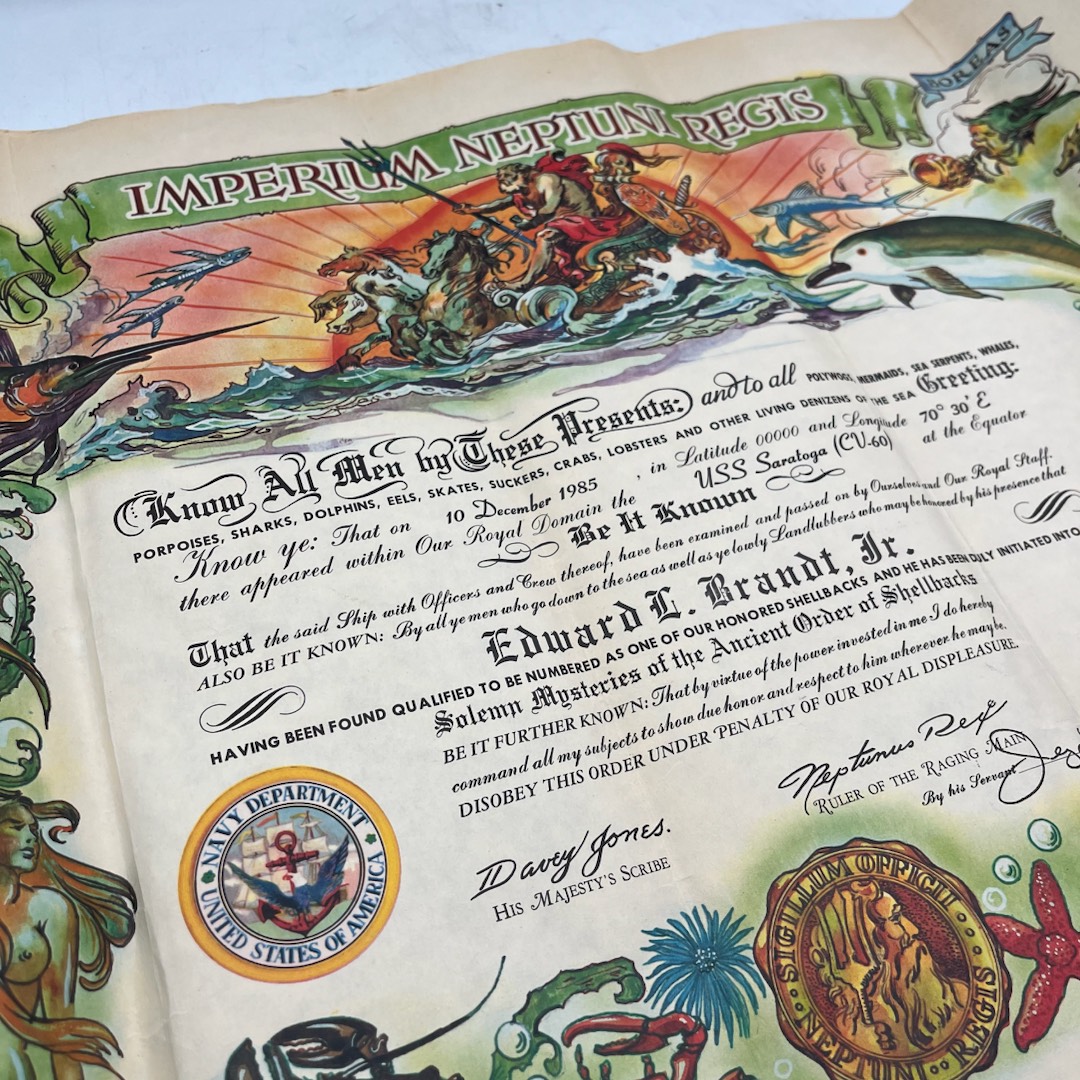 BOREAS
IMPERIUM NEPTUNI REGIS
Know All Men by These Presents: and to all POLYWOGS, MERMAIDS, SEA SERPENTS, WHALES,
PORPOISES, SHARKS, DOLPHINS, EELS, SKATES, SUCKERS, CRABS, LOBSTERS AND OTHER LIVING DENIZENS OF THE SEA Greeting:
Know ye: That on 10 December 1985, in Latitude 00000 and Longitude 70° 30' E
there appeared within Our Royal Domain the USS Saratoga (CV-60) at the Equator
Be It Known
That the said Ship with Officers and Crew thereof, have been examined and passed on by Ourselves and Our Royal Staff.
ALSO BE IT KNOWN: By all ye men who go down to the sea as well as ye lowly Landlubbers who may be honored by his presence that
Edward L. Brandt, Jr.
HAVING BEEN FOUND QUALIFIED TO BE NUMBERED AS ONE OF OUR HONORED SHELLBACKS AND HE HAS BEEN DULY INITIATED INTO
Solemn Mysteries of the Ancient Order of Shellbacks
BE IT FURTHER KNOWN: That by virtue of the power invested in me I do hereby
command all my subjects to show due honor and respect to him wherever he may be.
DISOBEY THIS ORDER UNDER PENALTY OF OUR ROYAL DISPLEASURE.
Neptunus Rex
RULER OF THE RAGING MAIN
By his Servant
Davey Jones.
HIS MAJESTY'S SCRIBE
NAVY DEPARTMENT
UNITED STATES OF AMERICA
SIGILLUM OFFICII
NEPTUNI REGIS